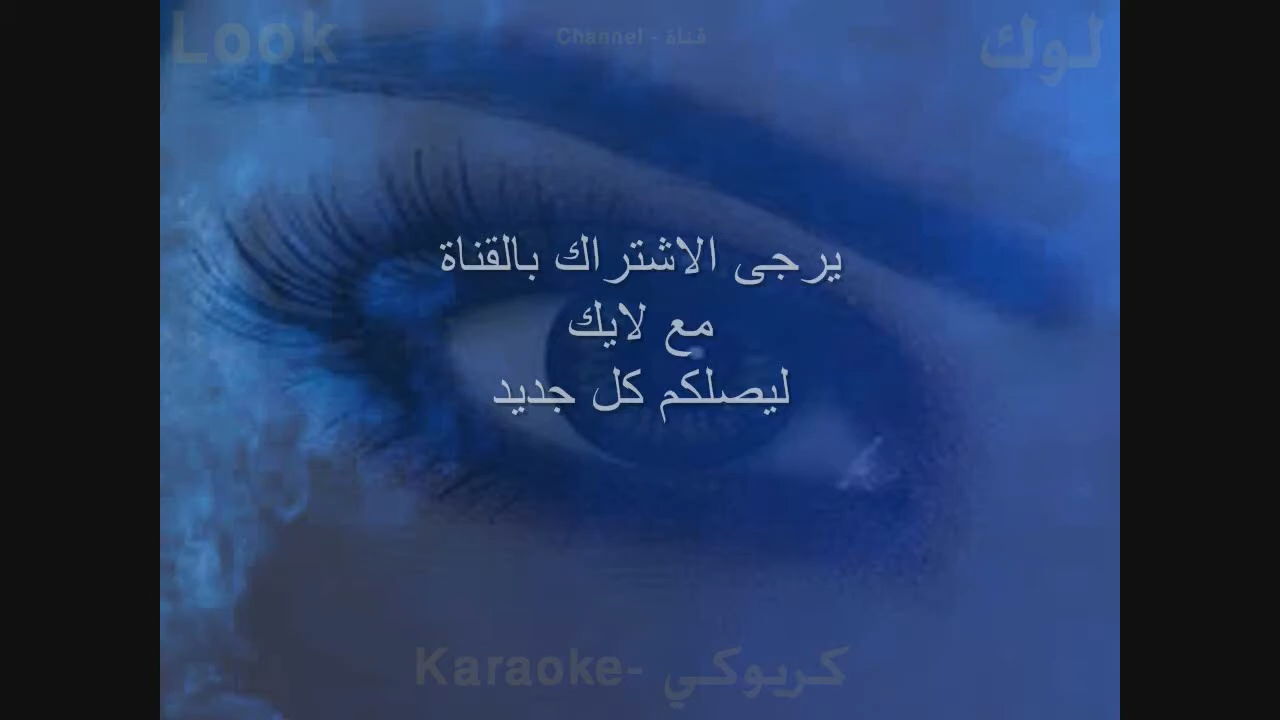 Look
Channel - قناة
لوك
يرجى الاشتراك بالقناة
مع لايك
ليصلكم كل جديد
Karaoke- كريوكي